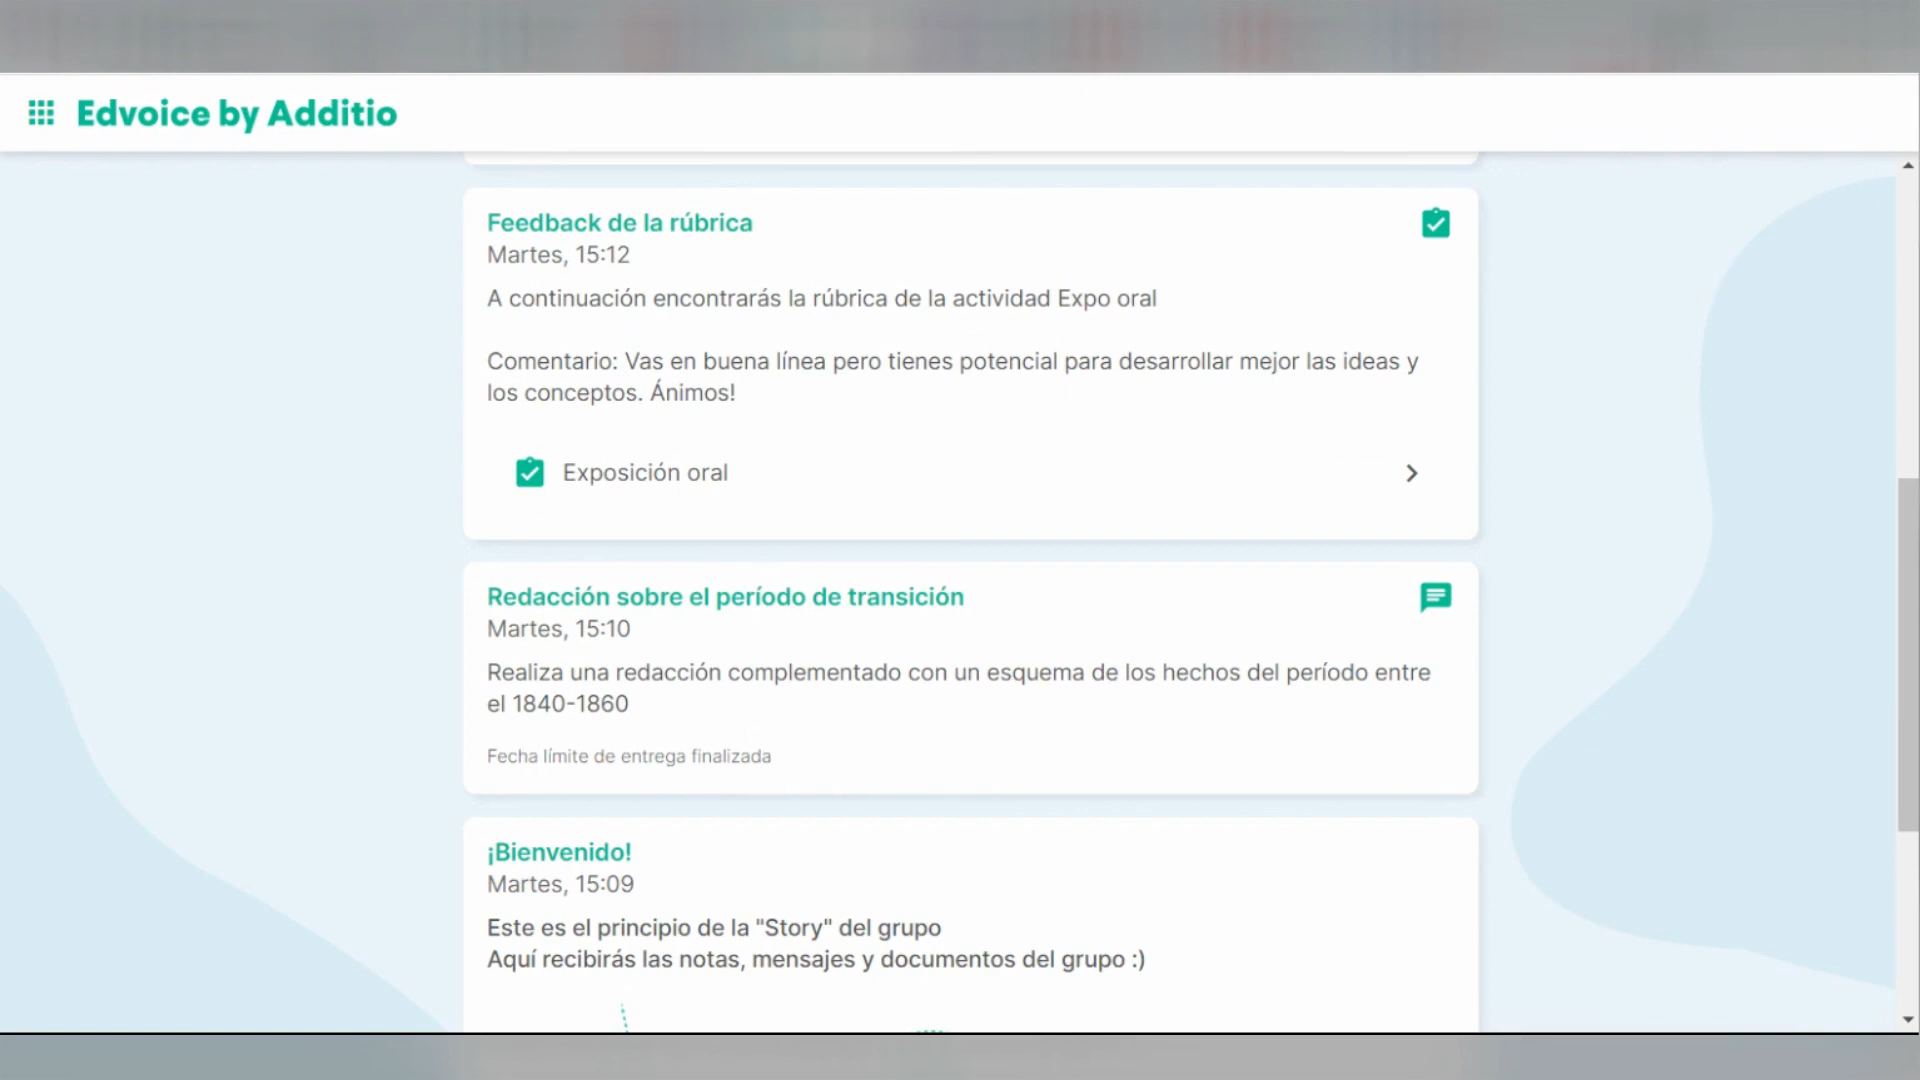 Edvoice by Additio
Feedback de la rúbrica
Martes, 15:12
A continuación encontrarás la rúbrica de la actividad Expo oral
Comentario: Vas en buena línea pero tienes potencial para desarrollar mejor las ideas y
los conceptos. Ánimos!
Exposición oral
Redacción sobre el período de transición
Martes, 15:10
Realiza una redacción complementado con un esquema de los hechos del período entre
el 1840-1860
Fecha límite de entrega finalizada
¡Bienvenido!
Martes, 15:09
Este es el principio de la "Story" del grupo
Aquí recibirás las notas, mensajes y documentos del grupo :)